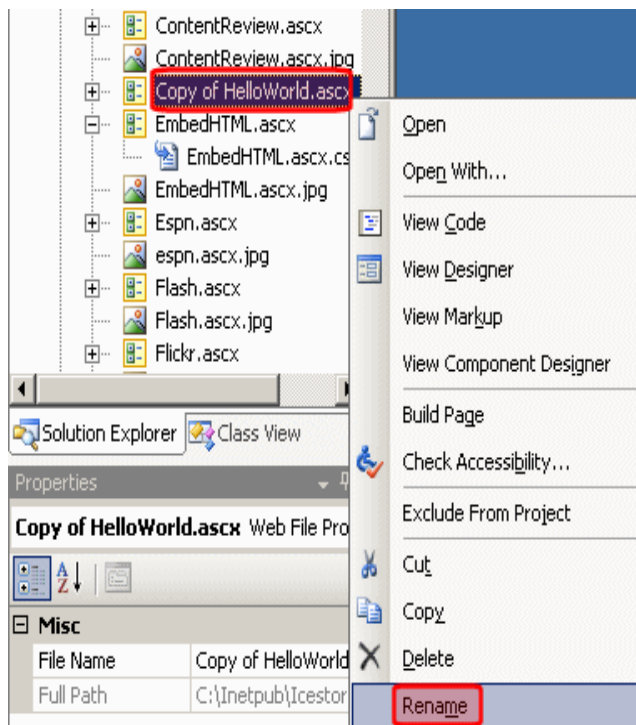 ContentReview.ascx
ContentReview.ascx.jpg
Copy of HelloWorld.ascx
EmbedHTML.ascx
EmbedHTML.ascx.cs
EmbedHTML.ascx.jpg
Espn.ascx
espn.ascx.jpg
Flash.ascx
Flash.ascx.jpg
Flickr.ascx
Solution Explorer
Class View
Properties
Copy of HelloWorld.ascx Web File Pro
Misc
File Name Copy of HelloWorld
Full Path C:\Inetpub\Icestor
Open
Open With...
View Code
View Designer
View Markup
View Component Designer
Build Page
Check Accessibility...
Exclude From Project
Cut
Copy
Delete
Rename